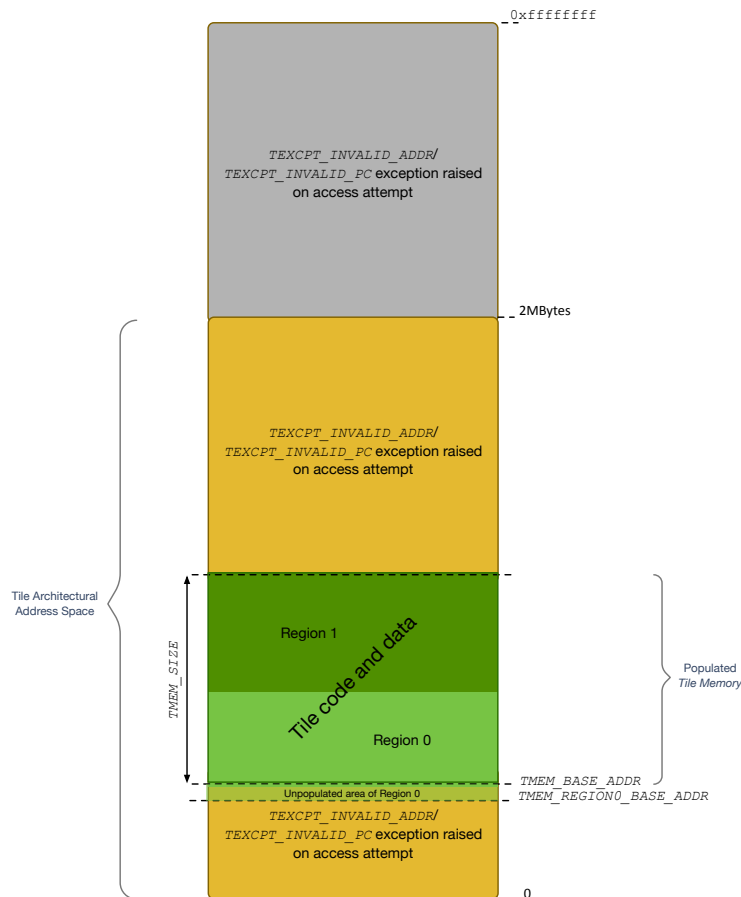 0xffffffff
TEXCPT_INVALID_ADDR/
TEXCPT_INVALID_PC exception raised
on access attempt
2MBytes
TEXCPT_INVALID_ADDR/
TEXCPT_INVALID_PC exception raised
on access attempt
Tile Architectural
Address Space
TMEM_SIZE
Region 1
Tile code and data
Region 0
Populated
Tile Memory
TMEM_BASE_ADDR
Unpopulated area of Region 0
TMEM_REGION0_BASE_ADDR
TEXCPT_INVALID_ADDR/
TEXCPT_INVALID_PC exception raised
on access attempt
0